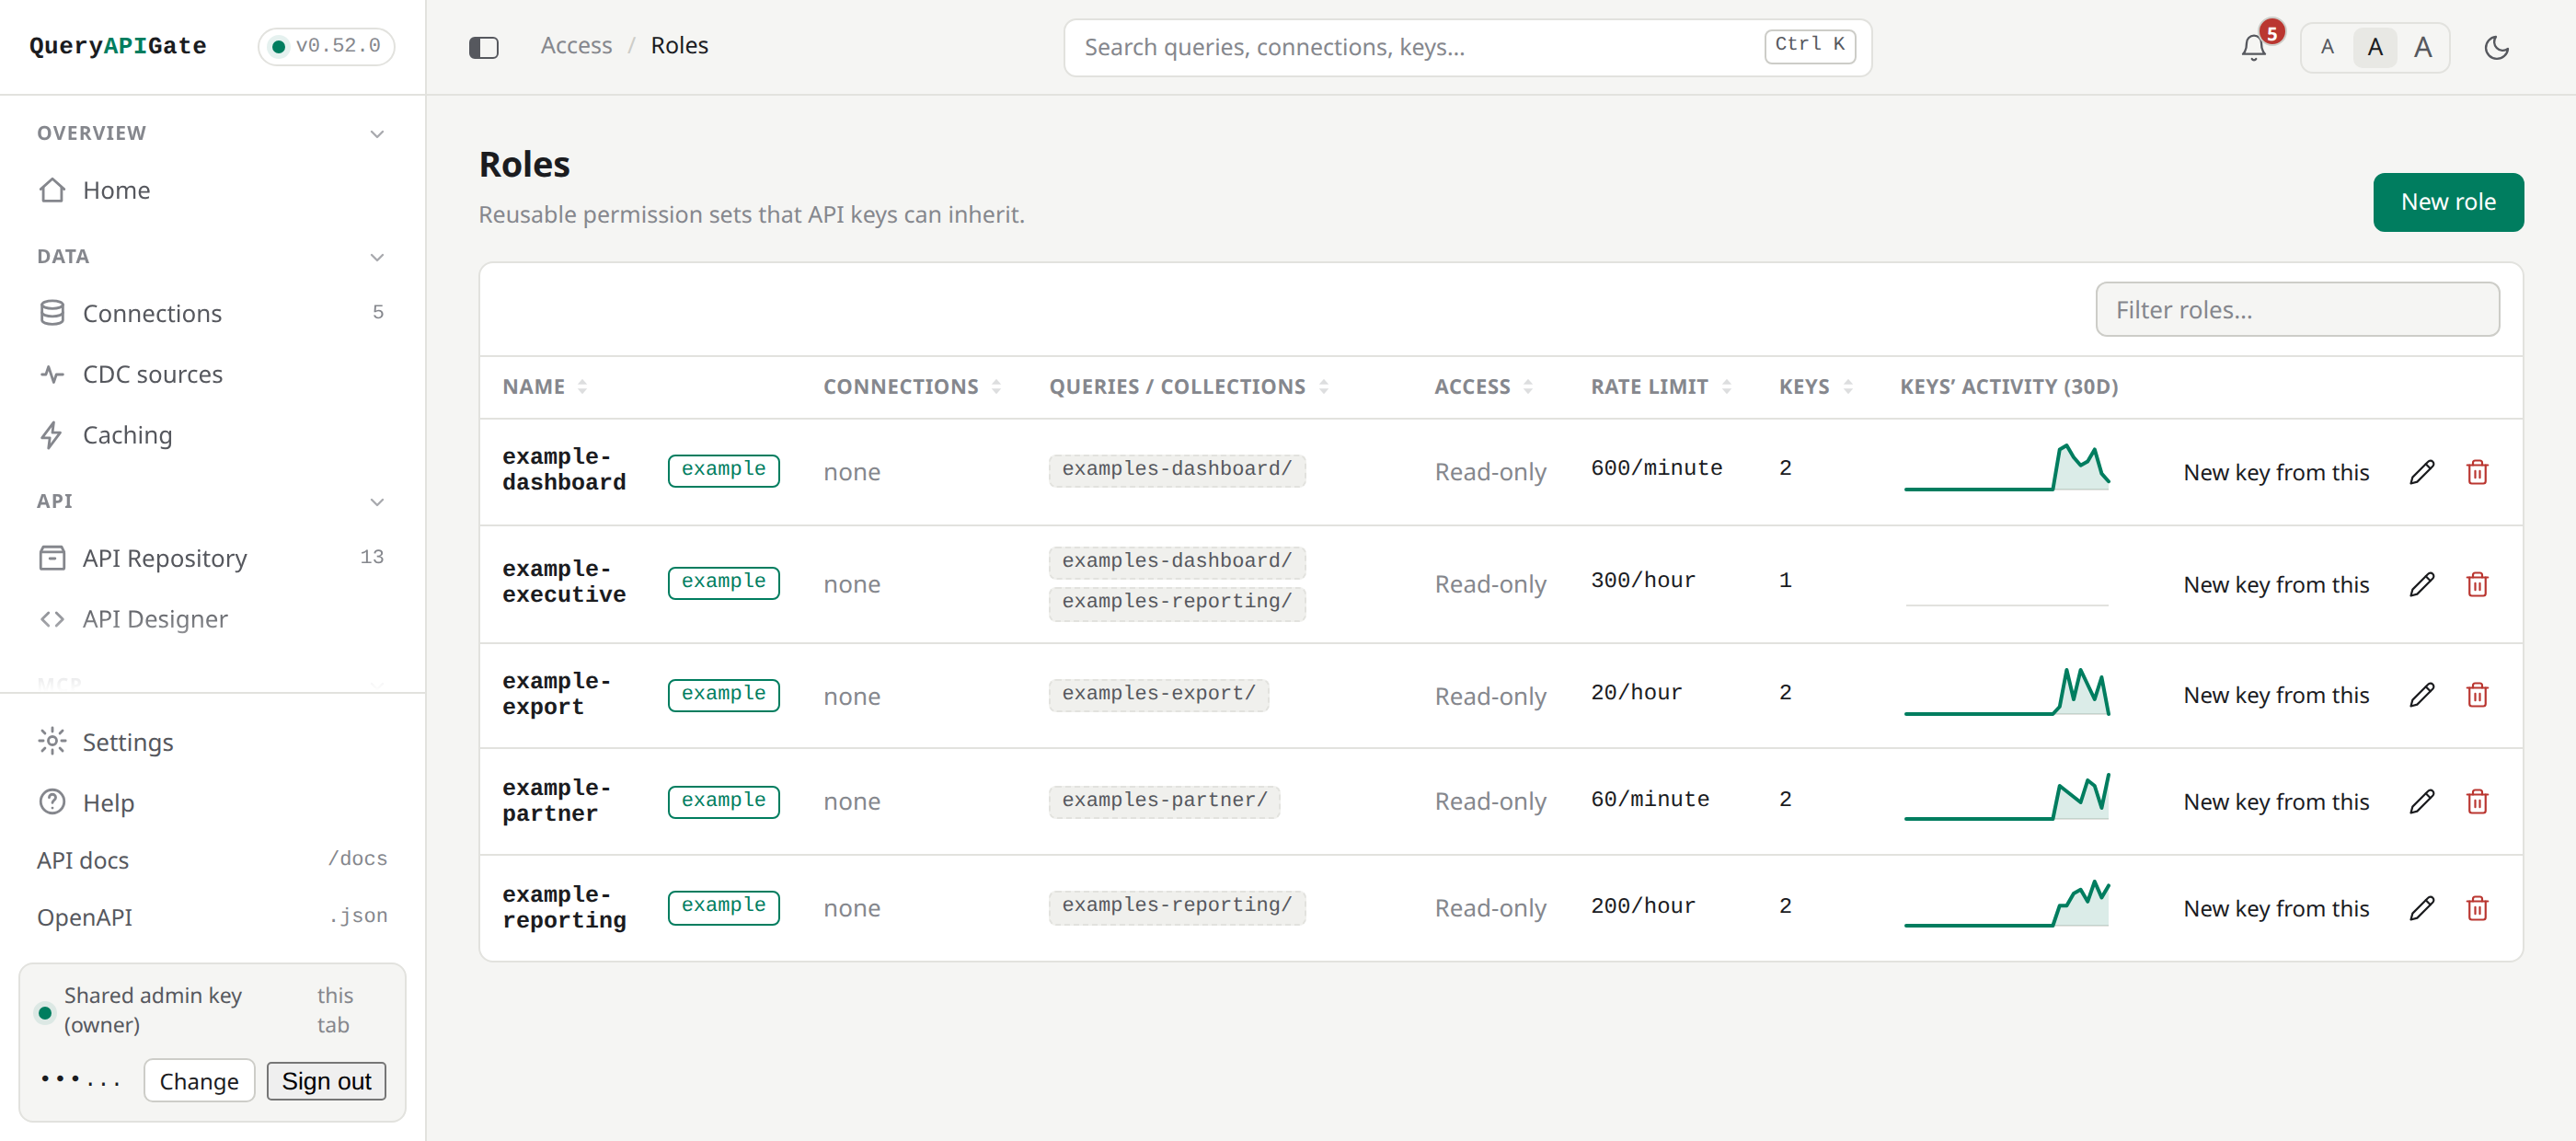 QueryAPIGate
v0.52.0
Access / Roles
Search queries, connections, keys...
Ctrl K
5
A A A
OVERVIEW
Home
DATA
Connections 5
CDC sources
Caching
API
API Repository 13
API Designer
MCP
Settings
Help
API docs /docs
OpenAPI .json
Shared admin key (owner)
this tab
•••...
Change
Sign out
Roles
Reusable permission sets that API keys can inherit.
New role
Filter roles...
NAME CONNECTIONS QUERIES / COLLECTIONS ACCESS RATE LIMIT KEYS KEYS’ ACTIVITY (30D)
example-dashboard example none examples-dashboard/ Read-only 600/minute 2 New key from this
example-executive example none examples-dashboard/ examples-reporting/ Read-only 300/hour 1 New key from this
example-export example none examples-export/ Read-only 20/hour 2 New key from this
example-partner example none examples-partner/ Read-only 60/minute 2 New key from this
example-reporting example none examples-reporting/ Read-only 200/hour 2 New key from this